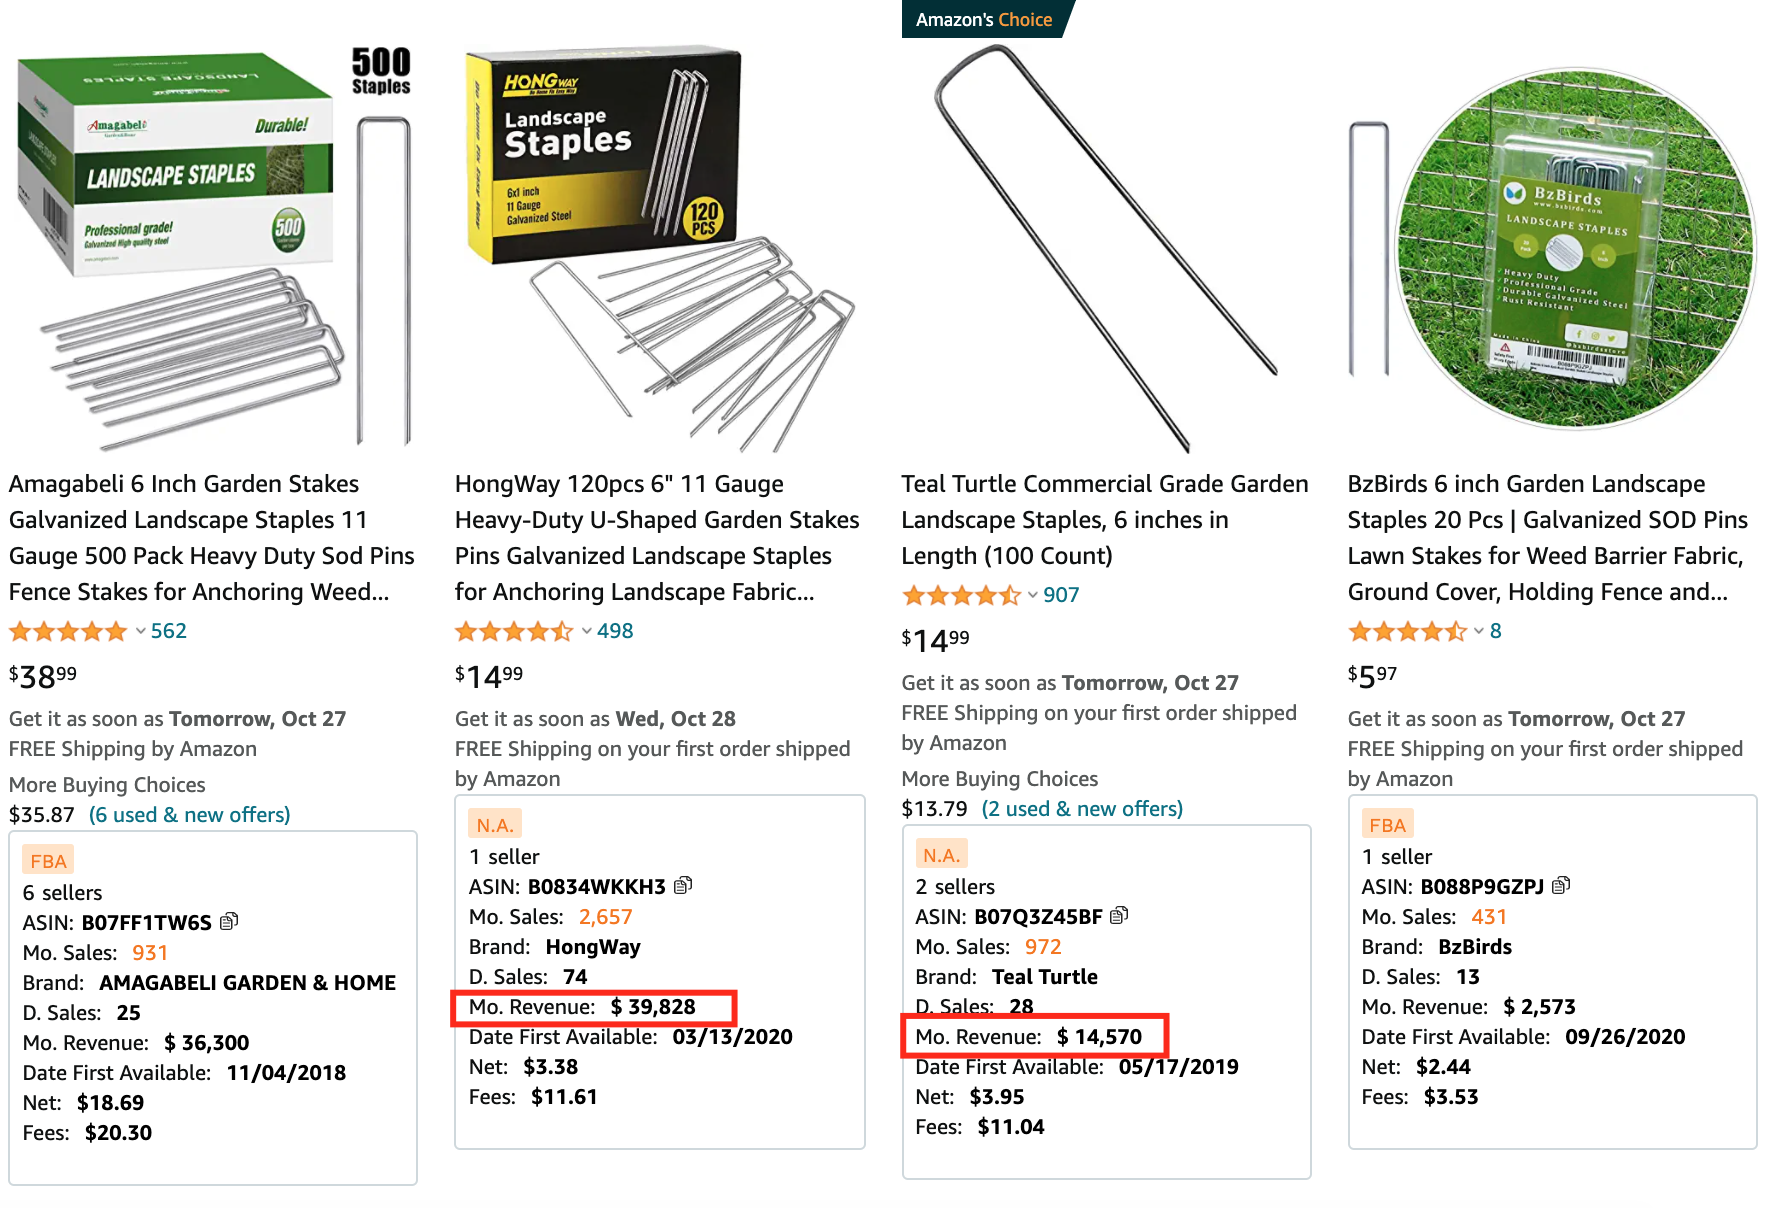 Amazon's Choice
500
Staples
LANDSCAPE STAPLES
Amagabeli
Durable!
LANDSCAPE STAPLES
Professional grade!
Galvanized High quality steel
500
HONGWAY
Landscape
Staples
6x1 inch
11 Gauge
Galvanized Steel
120
PCS
BzBirds
www.bzbirds.com
LANDSCAPE STAPLES
Heavy Duty
Professional Grade
Durable Galvanized Steel
Rust Resistant
Made in China
@bzbirdsstore
B088P9GZPJ
Amagabeli 6 Inch Garden Stakes
Galvanized Landscape Staples 11
Gauge 500 Pack Heavy Duty Sod Pins
Fence Stakes for Anchoring Weed...
562
$38.99
Get it as soon as Tomorrow, Oct 27
FREE Shipping by Amazon
More Buying Choices
$35.87 (6 used & new offers)
FBA
6 sellers
ASIN: B07FF1TW6S
Mo. Sales: 931
Brand: AMAGABELI GARDEN & HOME
D. Sales: 25
Mo. Revenue: $ 36,300
Date First Available: 11/04/2018
Net: $18.69
Fees: $20.30
HongWay 120pcs 6" 11 Gauge
Heavy-Duty U-Shaped Garden Stakes
Pins Galvanized Landscape Staples
for Anchoring Landscape Fabric...
498
$14.99
Get it as soon as Wed, Oct 28
FREE Shipping on your first order shipped
by Amazon
N.A.
1 seller
ASIN: B0834WKKH3
Mo. Sales: 2,657
Brand: HongWay
D. Sales: 74
Mo. Revenue: $ 39,828
Date First Available: 03/13/2020
Net: $3.38
Fees: $11.61
Teal Turtle Commercial Grade Garden
Landscape Staples, 6 inches in
Length (100 Count)
907
$14.99
Get it as soon as Tomorrow, Oct 27
FREE Shipping on your first order shipped
by Amazon
More Buying Choices
$13.79 (2 used & new offers)
N.A.
2 sellers
ASIN: B07Q3Z45BF
Mo. Sales: 972
Brand: Teal Turtle
D. Sales: 28
Mo. Revenue: $ 14,570
Date First Available: 05/17/2019
Net: $3.95
Fees: $11.04
BzBirds 6 inch Garden Landscape
Staples 20 Pcs | Galvanized SOD Pins
Lawn Stakes for Weed Barrier Fabric,
Ground Cover, Holding Fence and...
8
$5.97
Get it as soon as Tomorrow, Oct 27
FREE Shipping on your first order shipped
by Amazon
FBA
1 seller
ASIN: B088P9GZPJ
Mo. Sales: 431
Brand: BzBirds
D. Sales: 13
Mo. Revenue: $ 2,573
Date First Available: 09/26/2020
Net: $2.44
Fees: $3.53